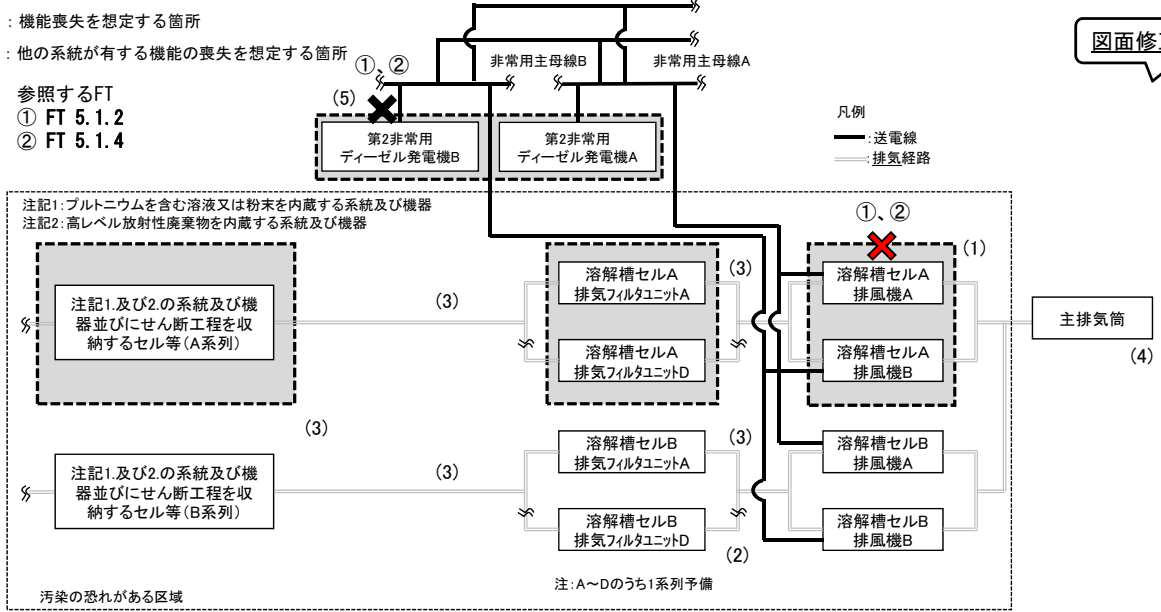 : 機能喪失を想定する箇所
: 他の系統が有する機能の喪失を想定する箇所
参照するFT
① FT 5.1.2
② FT 5.1.4
①、②
(5)
非常用主母線B
非常用主母線A
第2非常用
ディーゼル発電機B
第2非常用
ディーゼル発電機A
凡例
:送電線
:排気経路
注記1:プルトニウムを含む溶液又は粉末を内蔵する系統及び機器
注記2:高レベル放射性廃棄物を内蔵する系統及び機器
①、②
(1)
注記1.及び2.の系統及び機
器並びにせん断工程を収
納するセル等(A系列)
(3)
溶解槽セルA
排気フィルタユニットA
(3)
溶解槽セルA
排気フィルタユニットD
溶解槽セルA
排風機A
溶解槽セルA
排風機B
主排気筒
(4)
(3)
注記1.及び2.の系統及び機
器並びにせん断工程を収
納するセル等(B系列)
(3)
溶解槽セルB
排気フィルタユニットA
(3)
溶解槽セルB
排気フィルタユニットD
(2)
溶解槽セルB
排風機A
溶解槽セルB
排風機B
注:A~Dのうち1系列予備
汚染の恐れがある区域
図面修